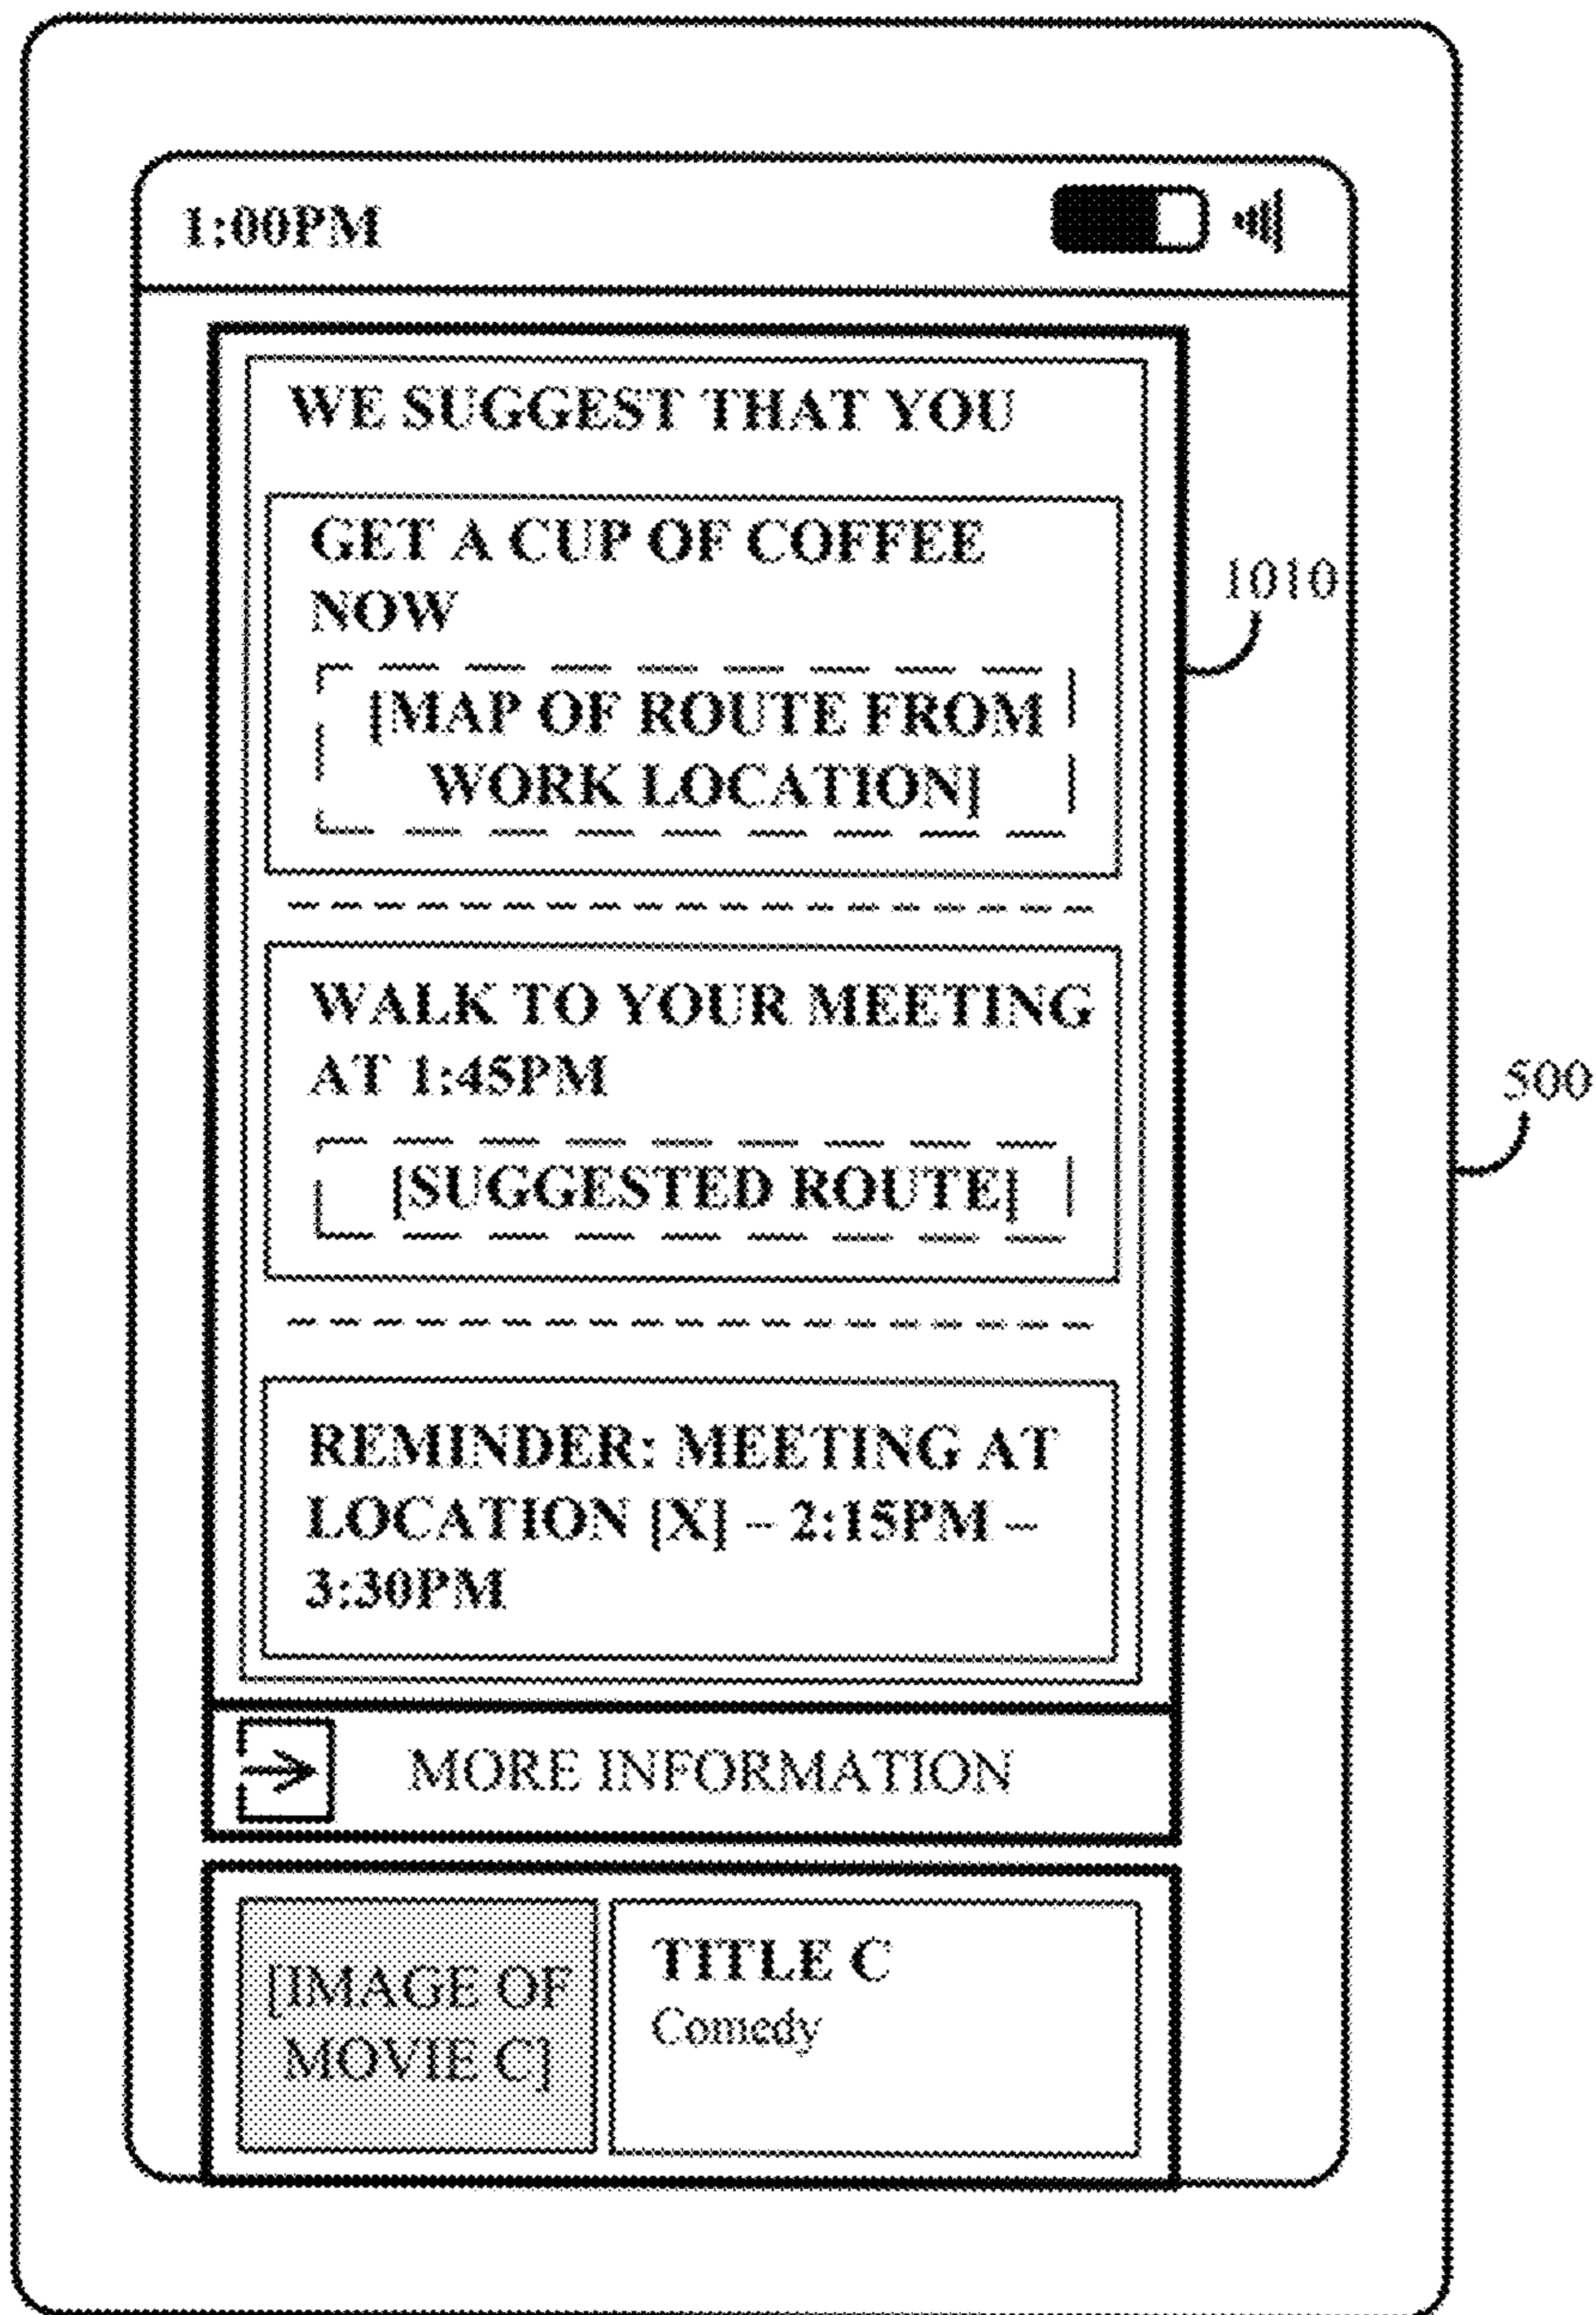 1:00PM
WE SUGGEST THAT YOU
GET A CUP OF COFFEE
NOW
1010
[MAP OF ROUTE FROM
WORK LOCATION]
WALK TO YOUR MEETING
AT 1:45PM
500
[SUGGESTED ROUTE]
REMINDER: MEETING AT
LOCATION [X] – 2:15PM –
3:30PM
MORE INFORMATION
[IMAGE OF
MOVIE C]
TITLE C
Comedy